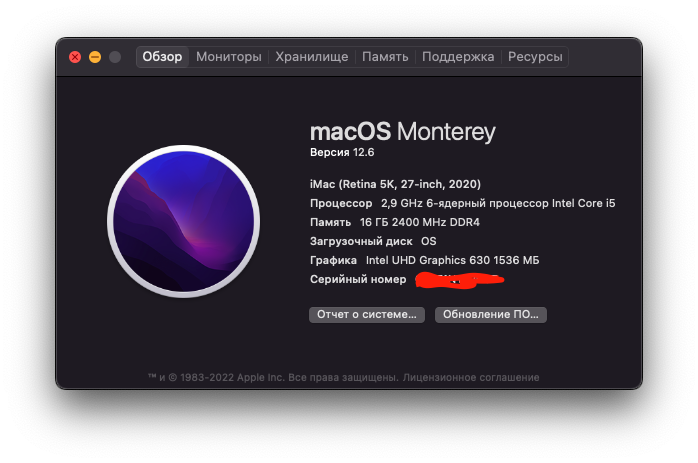 Обзор Мониторы Хранилище Память Поддержка Ресурсы
macOS Monterey
Версия 12.6
iMac (Retina 5K, 27-inch, 2020)
Процессор 2,9 GHz 6-ядерный процессор Intel Core i5
Память 16 ГБ 2400 MHz DDR4
Загрузочный диск OS
Графика Intel UHD Graphics 630 1536 МБ
Серийный номер
Отчет о системе... Обновление ПО...
™ и © 1983-2022 Apple Inc. Все права защищены. Лицензионное соглашение